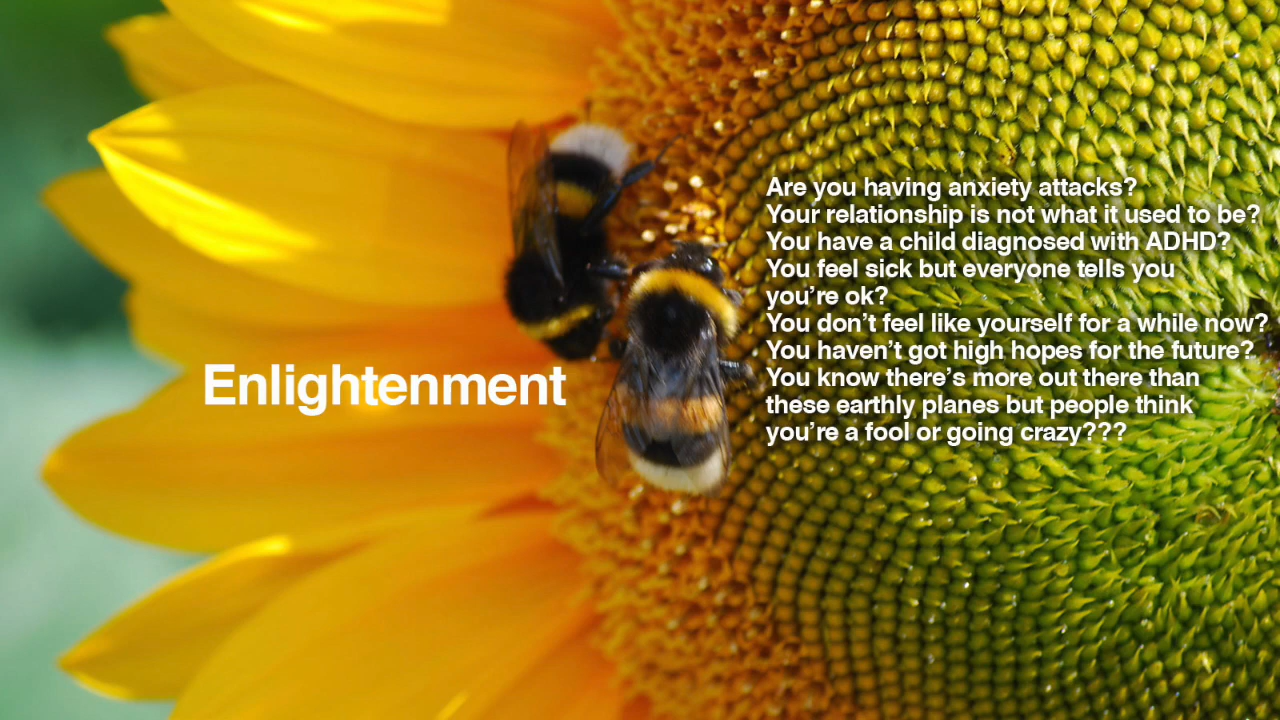 Enlightenment
Are you having anxiety attacks?
Your relationship is not what it used to be?
You have a child diagnosed with ADHD?
You feel sick but everyone tells you
you’re ok?
You don’t feel like yourself for a while now?
You haven’t got high hopes for the future?
You know there’s more out there than
these earthly planes but people think
you’re a fool or going crazy???